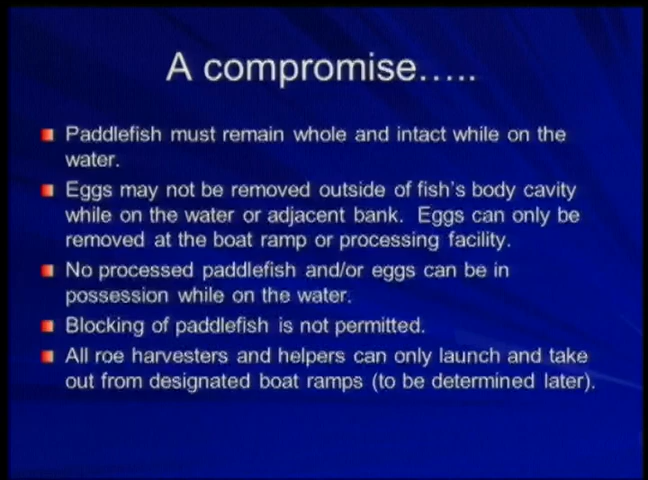 A compromise.....
Paddlefish must remain whole and intact while on the
water.
Eggs may not be removed outside of fish's body cavity
while on the water or adjacent bank. Eggs can only be
removed at the boat ramp or processing facility.
No processed paddlefish and/or eggs can be in
possession while on the water.
Blocking of paddlefish is not permitted.
All roe harvesters and helpers can only launch and take
out from designated boat ramps (to be determined later).